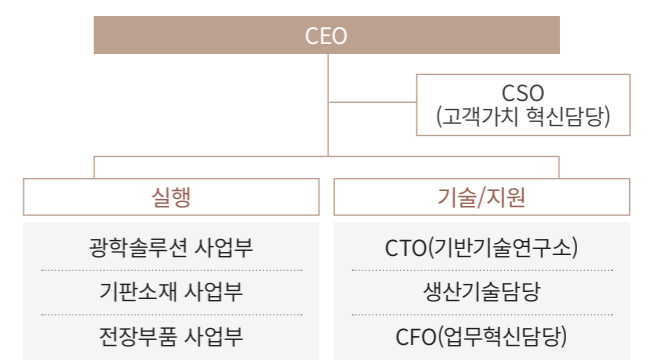 CEO
CSO
(고객가치 혁신담당)
실행
기술/지원
광학솔루션 사업부
CTO(기반기술연구소)
기판소재 사업부
생산기술담당
전장부품 사업부
CFO(업무혁신담당)